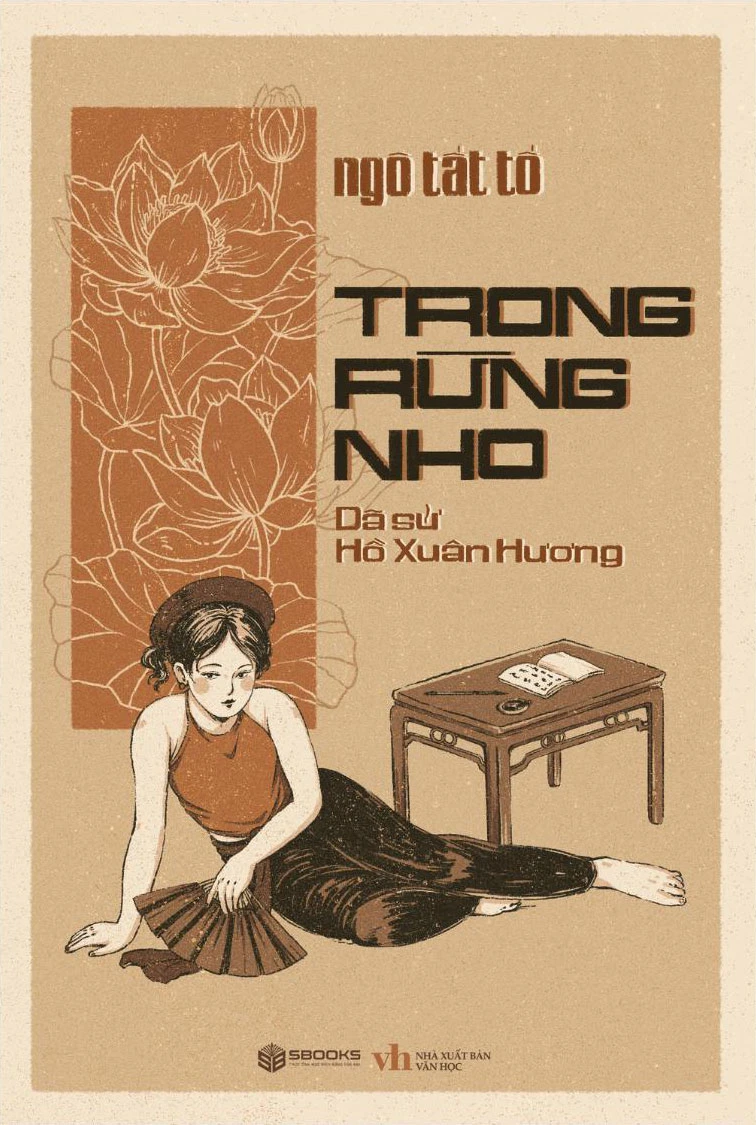 ngô tất tố
TRONG
RỪNG
NHO
Dã sử
Hồ Xuân Hương
SBOOKS
vh NHÀ XUẤT BẢN
VĂN HỌC